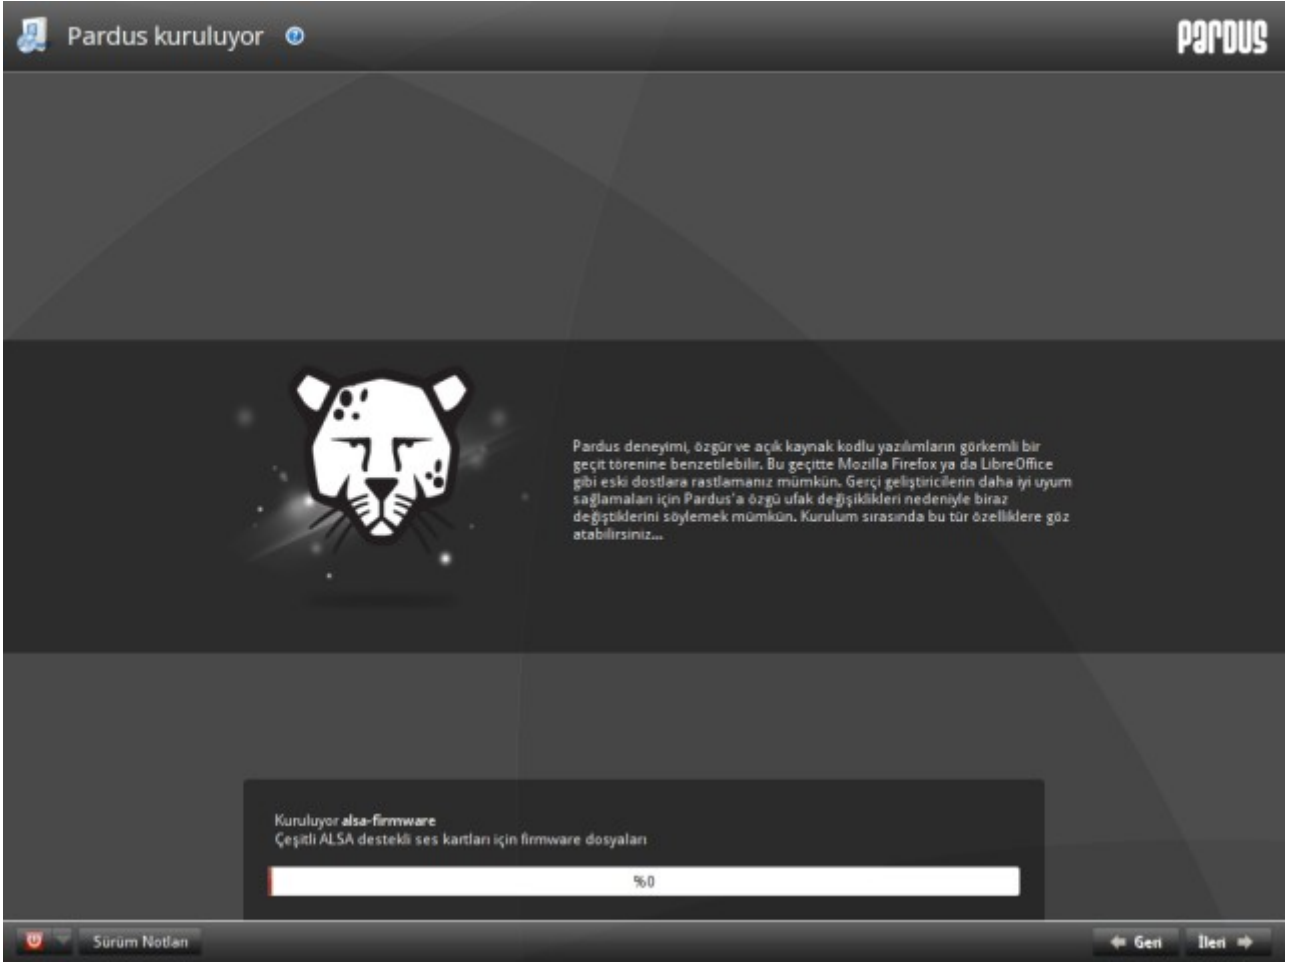 Pardus kuruluyor
PARDUS
Pardus deneyimi, özgür ve açık kaynak kodlu yazılımların görkemli bir
geçit törenine benzetilebilir. Bu geçitte Mozilla Firefox ya da LibreOffice
gibi eski dostlara rastlamanız mümkün. Gerçi geliştiricilerin daha iyi uyum
sağlamaları için Pardus'a özgü ufak değişiklikleri nedeniyle biraz
değiştiklerini söylemek mümkün. Kurulum sırasında bu tür özelliklere göz
atabilirsiniz...
Kuruluyor alsa-firmware
Çeşitli ALSA destekli ses kartları için firmware dosyaları
%0
Sürüm Notları
Geri
İleri